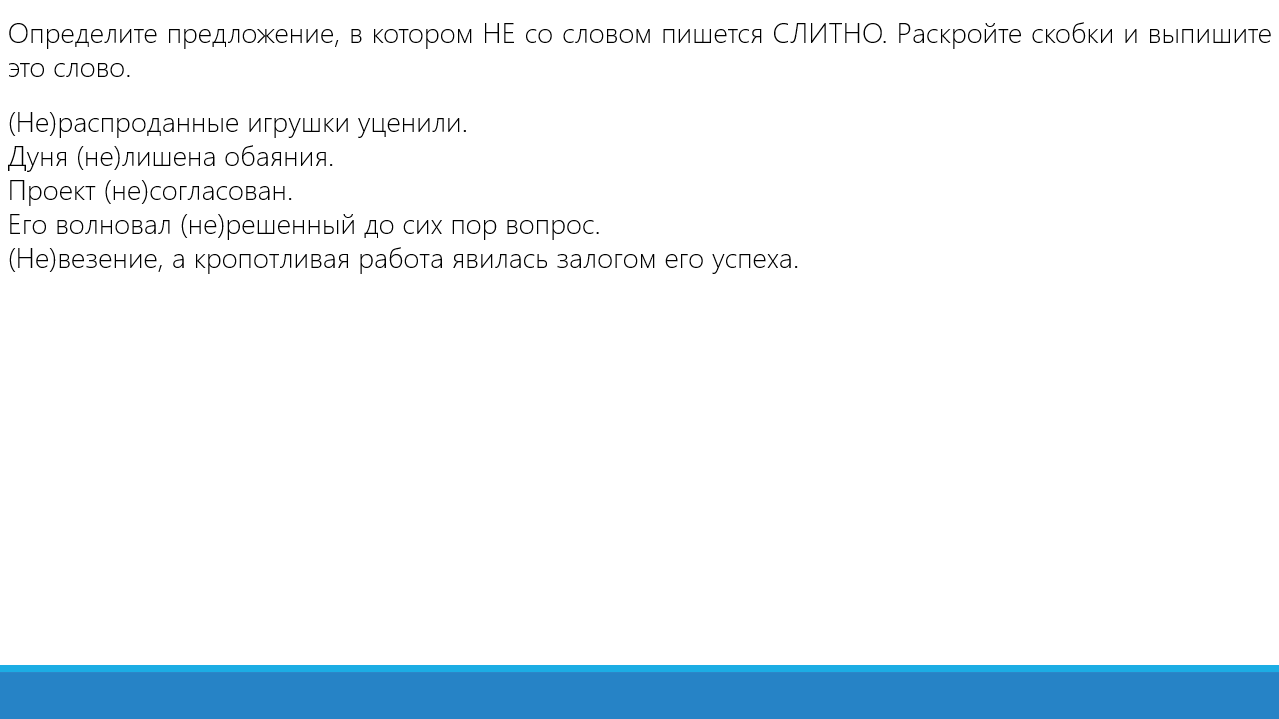 Определите предложение, в котором НЕ со словом пишется СЛИТНО. Раскройте скобки и выпишите
это слово.
(Не)распроданные игрушки уценили.
Дуня (не)лишена обаяния.
Проект (не)согласован.
Его волновал (не)решенный до сих пор вопрос.
(Не)везение, а кропотливая работа явилась залогом его успеха.